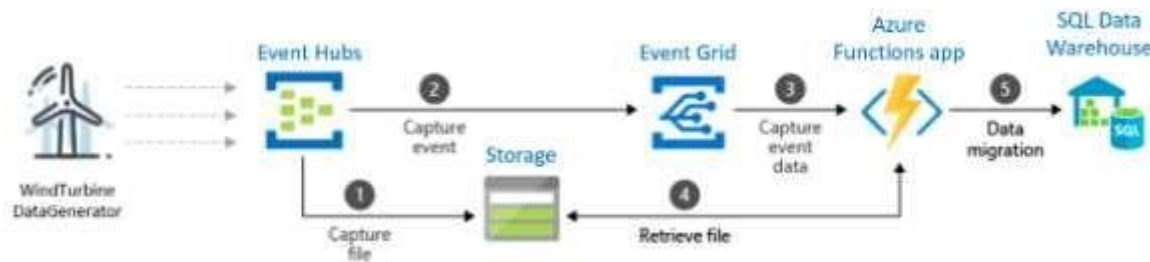 WindTurbine
DataGenerator
Event Hubs
2
Capture
event
1
Capture
file
Storage
Event Grid
3
Capture
event
data
4
Retrieve file
Azure
Functions app
5
Data
migration
SQL Data
Warehouse
SQL